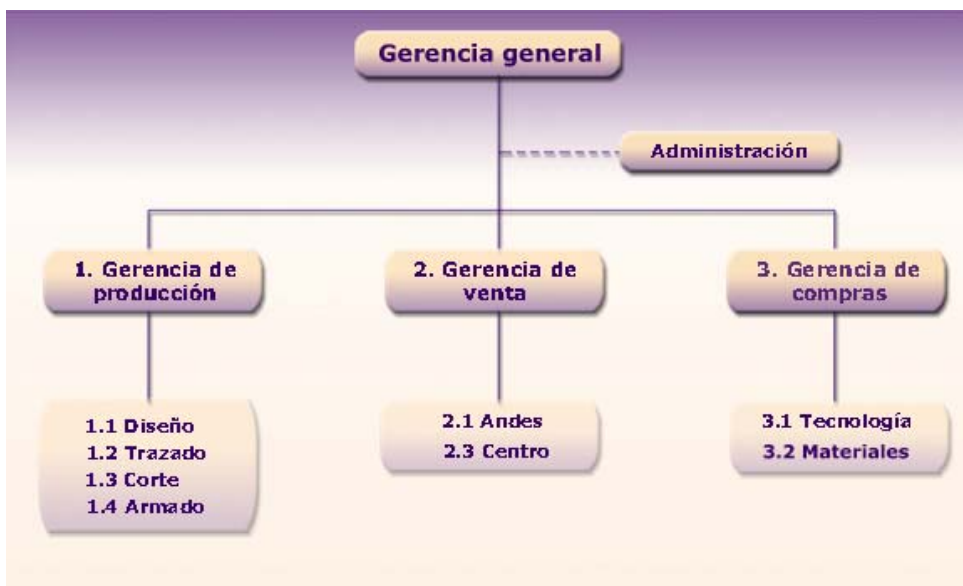 Gerencia general
Administración
1. Gerencia de
producción
2. Gerencia de
venta
3. Gerencia de
compras
1.1 Diseño
1.2 Trazado
1.3 Corte
1.4 Armado
2.1 Andes
2.3 Centro
3.1 Tecnología
3.2 Materiales